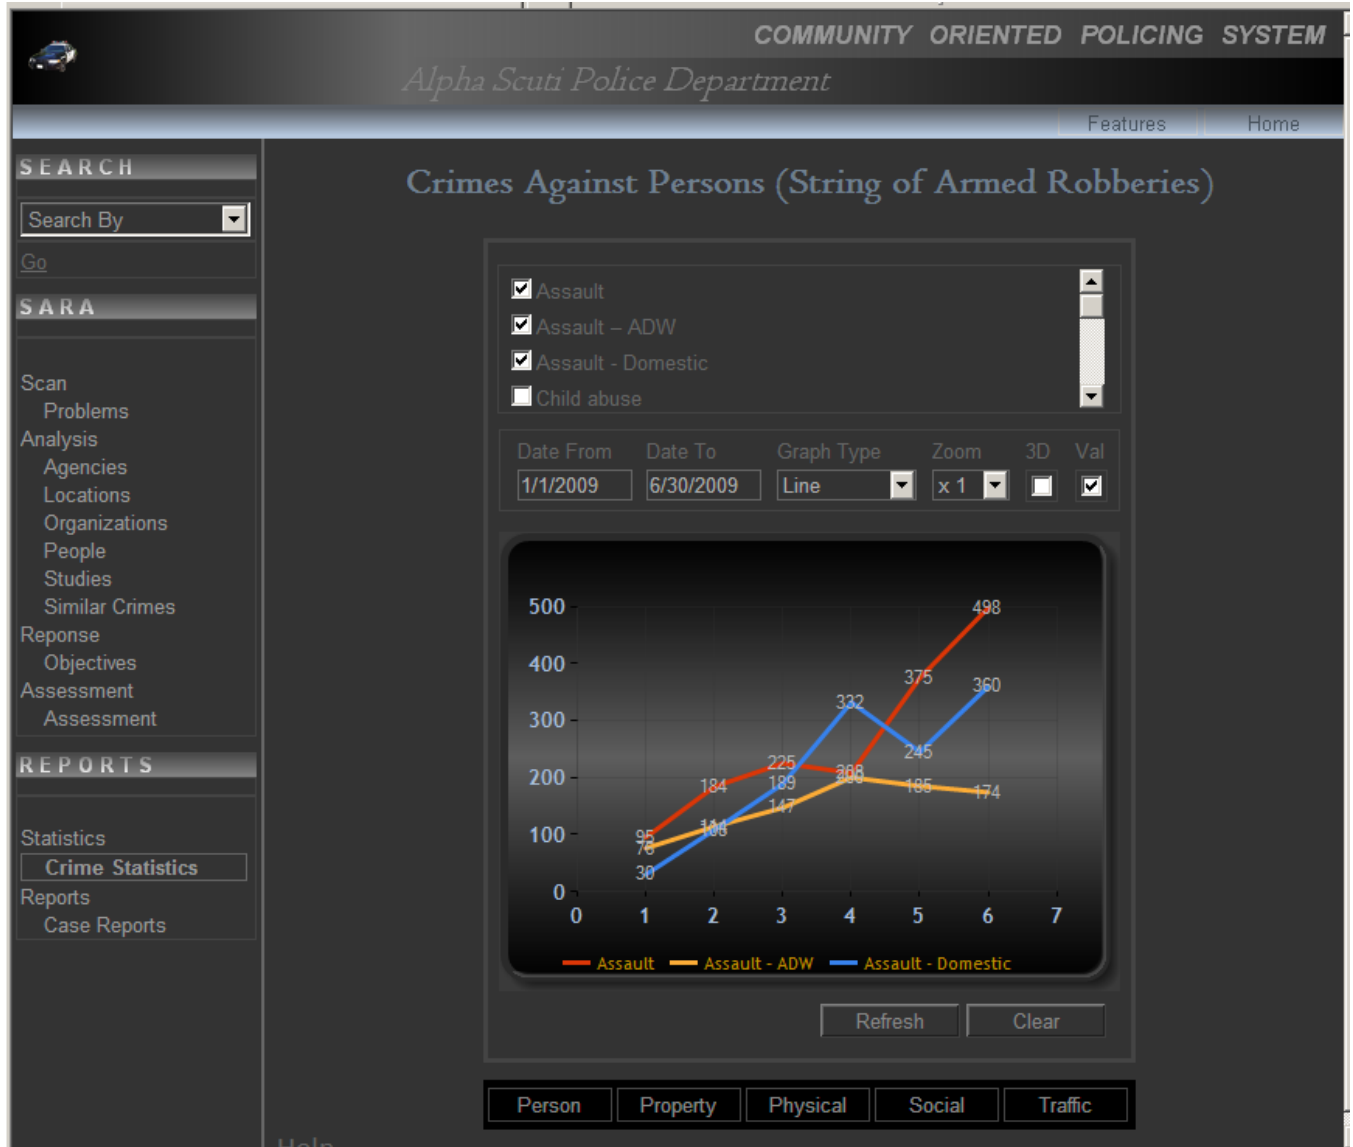 COMMUNITY ORIENTED POLICING SYSTEM
Alpha Scuti Police Department
Features Home
SEARCH
Search By
Go
SARA
Scan
Problems
Analysis
Agencies
Locations
Organizations
People
Studies
Similar Crimes
Reponse
Objectives
Assessment
Assessment
REPORTS
Statistics
Crime Statistics
Reports
Case Reports
Crimes Against Persons (String of Armed Robberies)
Assault
Assault – ADW
Assault - Domestic
Child abuse
Date From Date To Graph Type Zoom 3D Val
1/1/2009 6/30/2009 Line x 1
500
400
300
200
100
0
498
375
360
332
245
225
189
184
185
174
147
95
30
0 1 2 3 4 5 6 7
Assault Assault - ADW Assault - Domestic
Refresh Clear
Person Property Physical Social Traffic